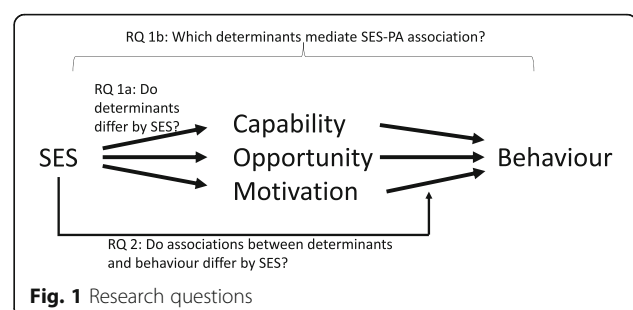 RQ 1b: Which determinants mediate SES-PA association?
RQ 1a: Do
determinants
differ by SES?
Capability
SES
Opportunity
Behaviour
Motivation
RQ 2: Do associations between determinants
and behaviour differ by SES?
Fig. 1 Research questions